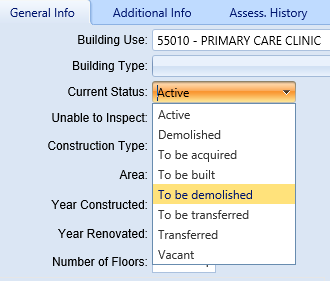 General Info Additional Info Assess. History
Building Use: 55010 - PRIMARY CARE CLINIC
Building Type:
Current Status: Active
Unable to Inspect: Active
Demolished
Construction Type: To be acquired
Area: To be built
To be demolished
Year Constructed: To be transferred
Year Renovated: Transferred
Number of Floors: Vacant